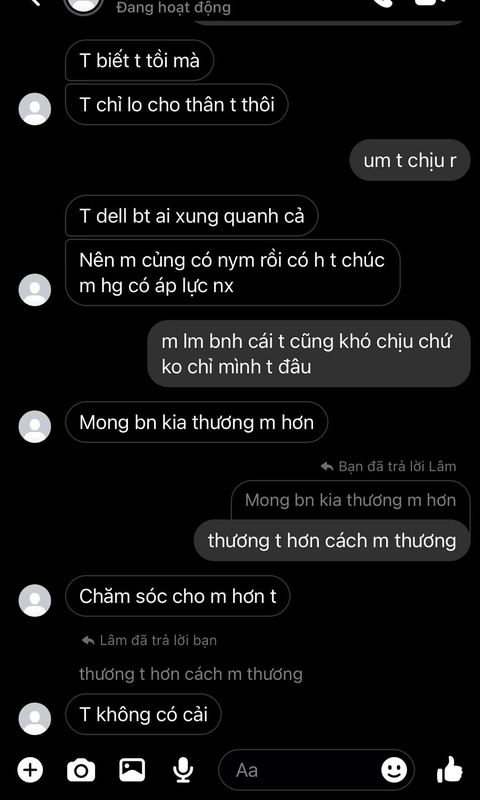 Đang hoạt động
T biết t tồi mà
T chỉ lo cho thân t thôi
um t chịu r
T dell bt ai xung quanh cả
Nên m củng có nym rồi có h t chúc
m hg có áp lực nx
m lm bnh cái t cũng khó chịu chứ
ko chỉ mình t đâu
Mong bn kia thương m hơn
Bạn đã trả lời Lâm
Mong bn kia thương m hơn
thương t hơn cách m thương
Chăm sóc cho m hơn t
Lâm đã trả lời bạn
thương t hơn cách m thương
T không có cải
Aa